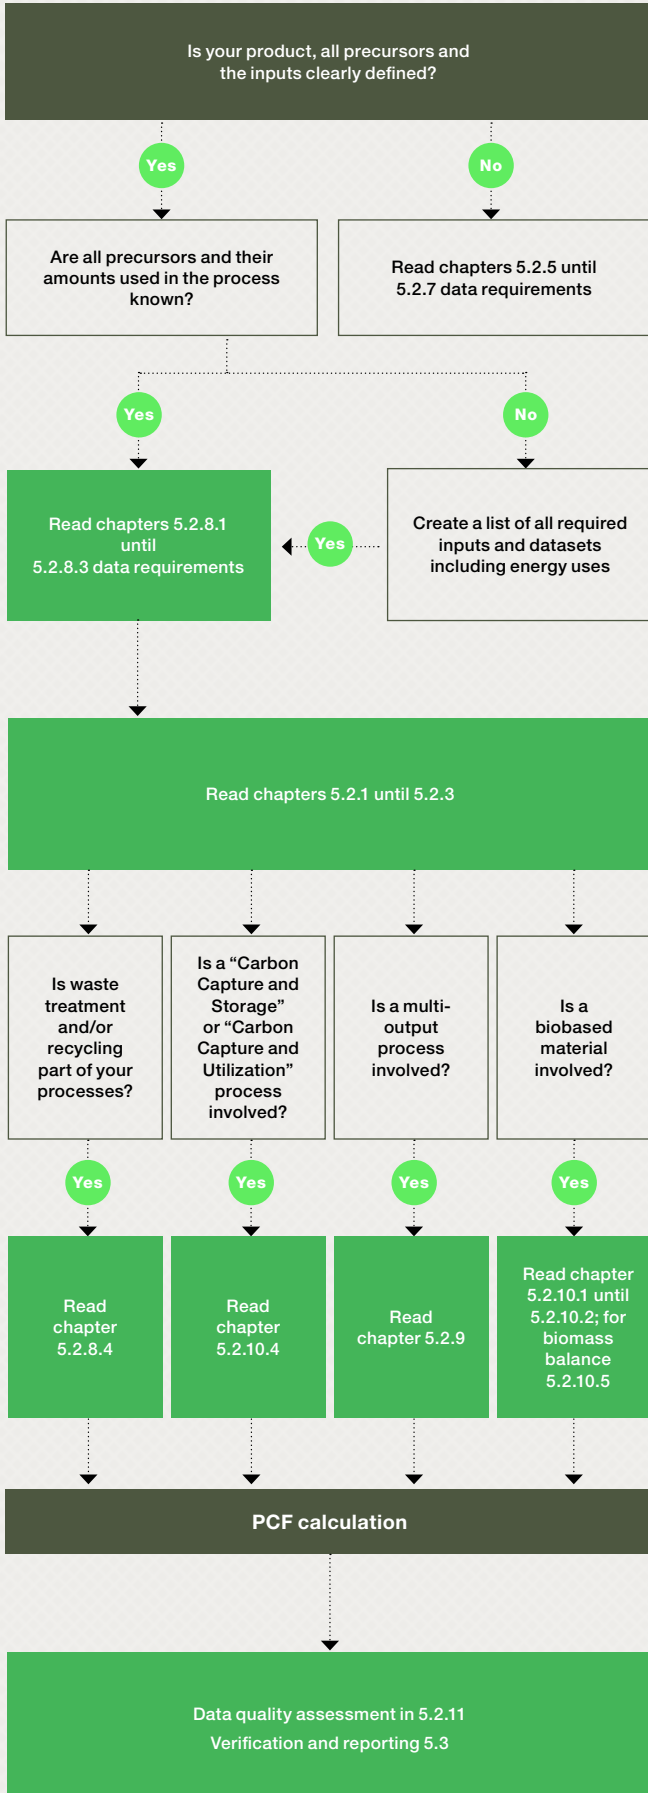 Is your product, all precursors and
the inputs clearly defined?
Yes
No
Are all precursors and their
amounts used in the process
known?
Read chapters 5.2.5 until
5.2.7 data requirements
Yes
No
Read chapters 5.2.8.1
until
5.2.8.3 data requirements
Yes
Create a list of all required
inputs and datasets
including energy uses
Read chapters 5.2.1 until 5.2.3
Is waste
treatment
and/or
recycling
part of your
processes?
Is a “Carbon
Capture and
Storage”
or “Carbon
Capture and
Utilization”
process
involved?
Is a multi-
output
process
involved?
Is a
biobased
material
involved?
Yes
Yes
Yes
Yes
Read
chapter
5.2.8.4
Read
chapter
5.2.10.4
Read
chapter 5.2.9
Read chapter
5.2.10.1 until
5.2.10.2; for
biomass
balance
5.2.10.5
PCF calculation
Data quality assessment in 5.2.11
Verification and reporting 5.3